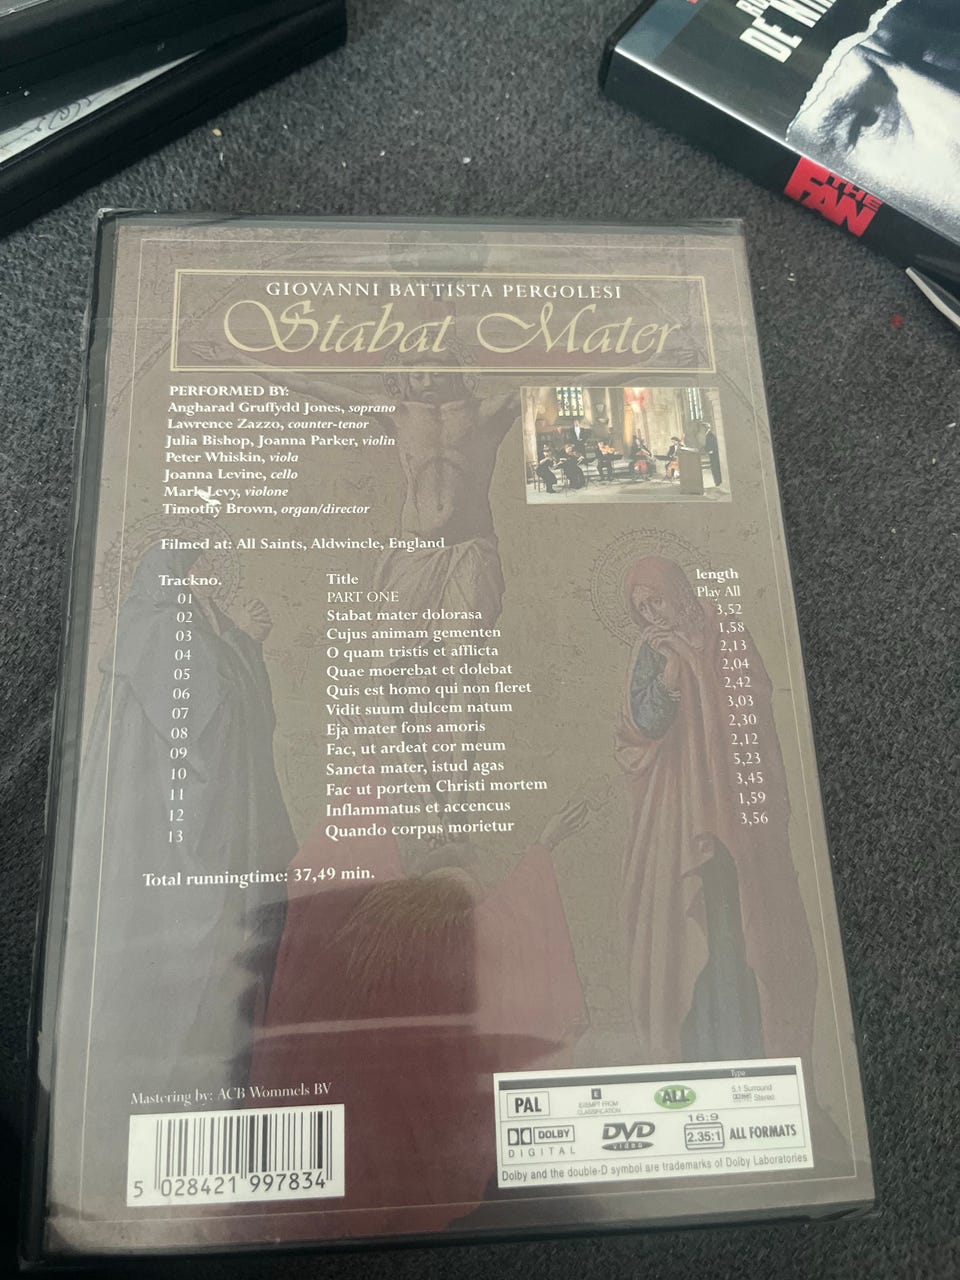 DE NI
THE
FAN
GIOVANNI BATTISTA PERGOLESI
Stabat Mater
PERFORMED BY:
Angharad Gruffydd Jones, soprano
Lawrence Zazzo, counter-tenor
Julia Bishop, Joanna Parker, violin
Peter Whiskin, viola
Joanna Levine, cello
Mark Levy, violone
Timothy Brown, organ/director
Filmed at: All Saints, Aldwincle, England
Trackno. Title length
01 PART ONE Play All
02 Stabat mater dolorasa 3,52
03 Cujus animam gementen 1,58
04 O quam tristis et afflicta 2,13
05 Quae moerebat et dolebat 2,04
06 Quis est homo qui non fleret 2,42
07 Vidit suum dulcem natum 3,03
08 Eja mater fons amoris 2,30
09 Fac, ut ardeat cor meum 2,12
10 Sancta mater, istud agas 5,23
11 Fac ut portem Christi mortem 3,45
12 Inflammatus et accencus 1,59
13 Quando corpus morietur 3,56
Total runningtime: 37,49 min.
Mastering by: ACB Wommels BV
5 028421 997834
Type
PAL
E
EXEMPT FROM
CLASSIFICATION
ALL
5.1 Surround
Stereo
DOLBY
DIGITAL
DVD
video
16:9
2.35:1
ALL FORMATS
Dolby and the double-D symbol are trademarks of Dolby Laboratories